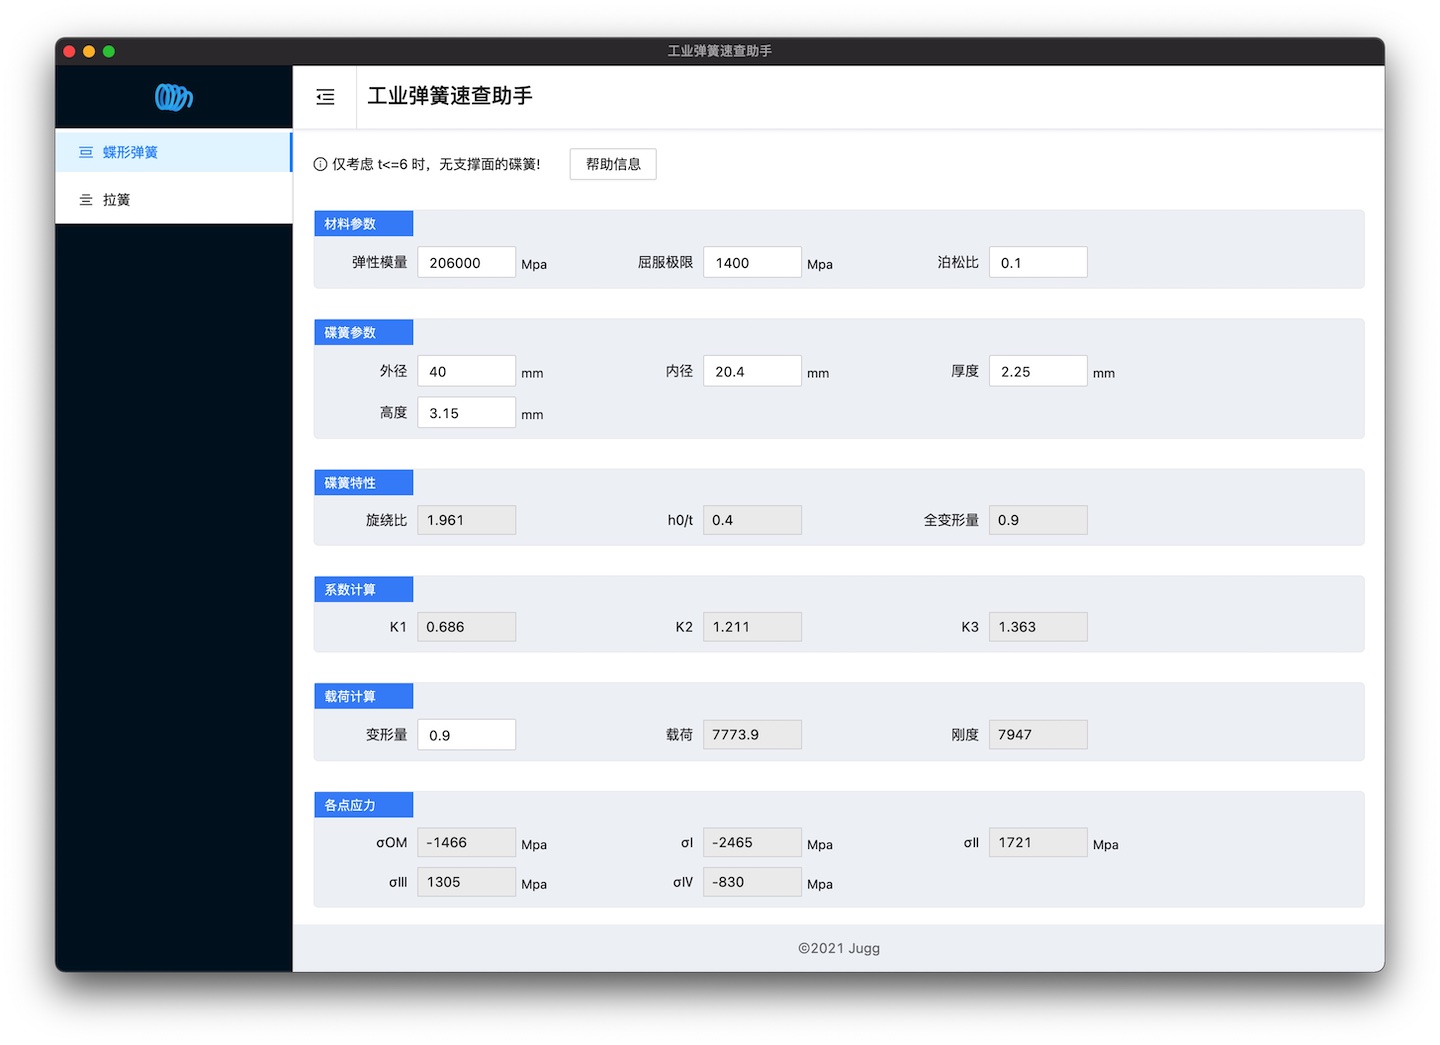 工业弹簧速查助手
工业弹簧速查助手
蝶形弹簧
拉簧
仅考虑 t<=6 时，无支撑面的碟簧! 帮助信息
材料参数
弹性模量 206000 Mpa 屈服极限 1400 Mpa 泊松比 0.1
碟簧参数
外径 40 mm 内径 20.4 mm 厚度 2.25 mm
高度 3.15 mm
碟簧特性
旋绕比 1.961 h0/t 0.4 全变形量 0.9
系数计算
K1 0.686 K2 1.211 K3 1.363
载荷计算
变形量 0.9 载荷 7773.9 刚度 7947
各点应力
σOM -1466 Mpa σI -2465 Mpa σII 1721 Mpa
σIII 1305 Mpa σIV -830 Mpa
©2021 Jugg